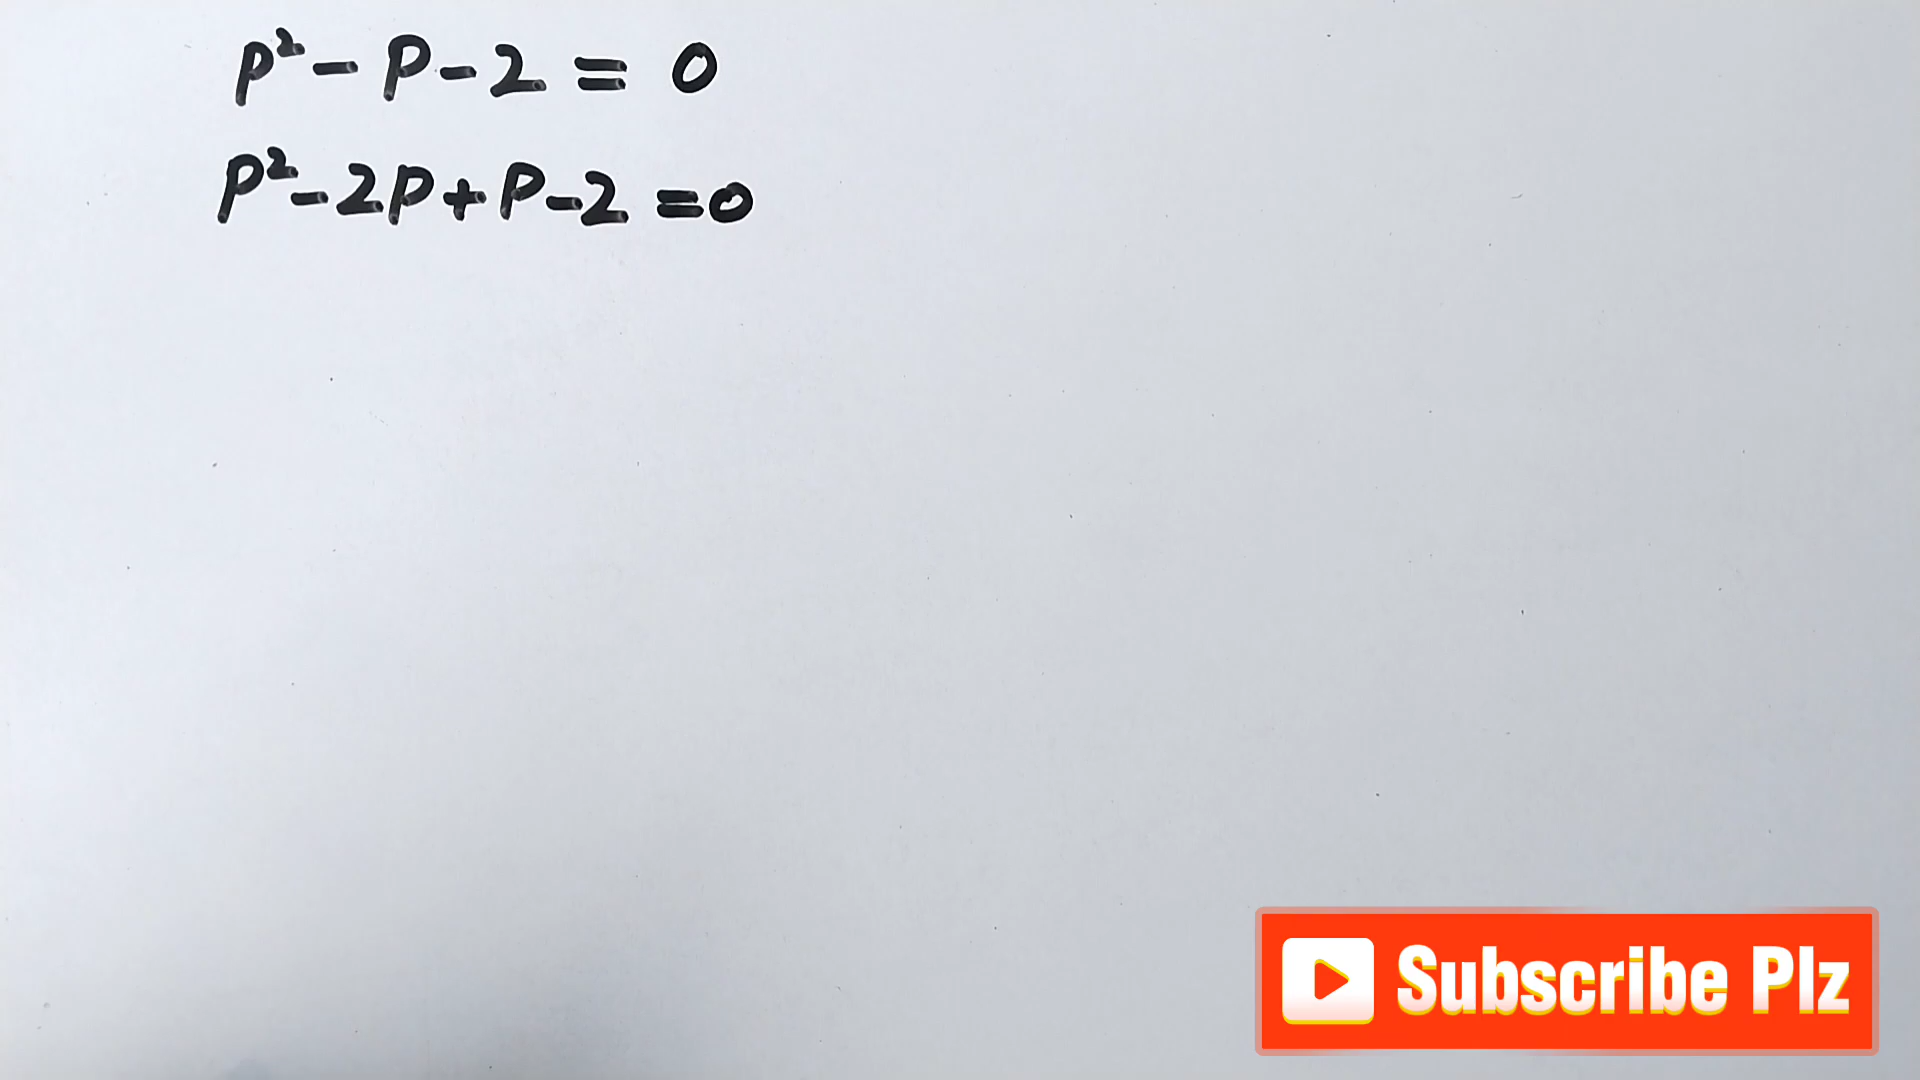 p² - p - 2 = 0
p² - 2p + p - 2 = 0
Subscribe Plz